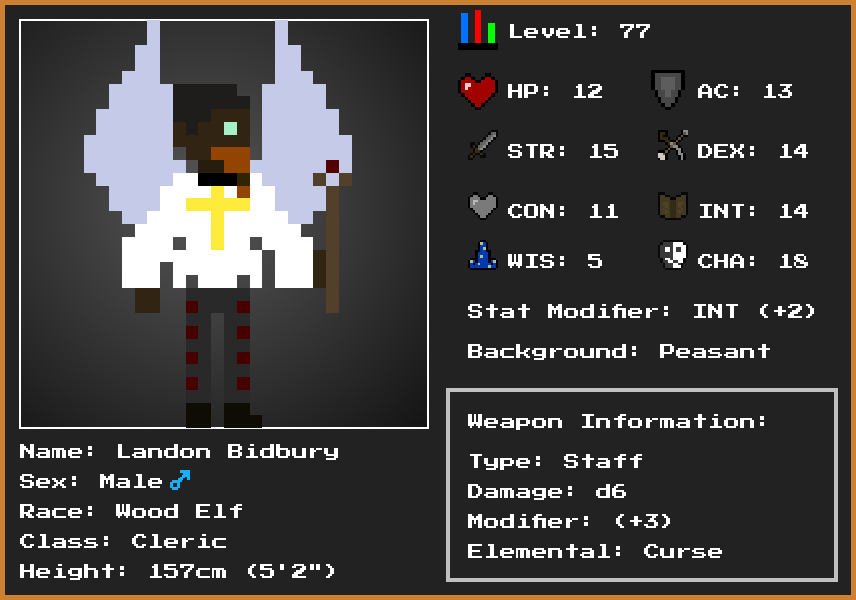 Level: 77
HP: 12
AC: 13
STR: 15
DEX: 14
CON: 11
INT: 14
WIS: 5
CHA: 18
Stat Modifier: INT (+2)
Background: Peasant
Weapon Information:
Type: Staff
Damage: d6
Modifier: (+3)
Elemental: Curse
Name: Landon Bidbury
Sex: Male♂
Race: Wood Elf
Class: Cleric
Height: 157cm (5'2")